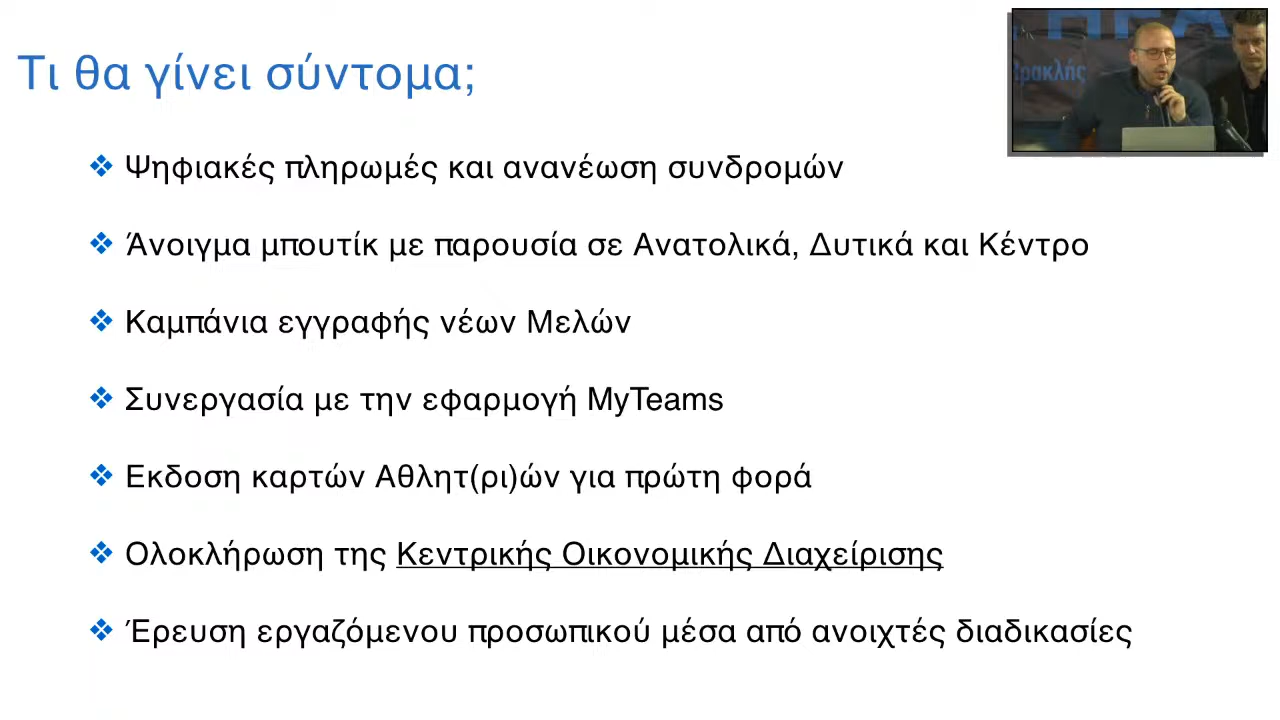 Τι θα γίνει σύντομα;
❖ Ψηφιακές πληρωμές και ανανέωση συνδρομών
❖ Άνοιγμα μπουτίκ με παρουσία σε Ανατολικά, Δυτικά και Κέντρο
❖ Καμπάνια εγγραφής νέων Μελών
❖ Συνεργασία με την εφαρμογή MyTeams
❖ Εκδοση καρτών Αθλητ(ρι)ών για πρώτη φορά
❖ Ολοκλήρωση της Κεντρικής Οικονομικής Διαχείρισης
❖ Έρευση εργαζόμενου προσωπικού μέσα από ανοιχτές διαδικασίες